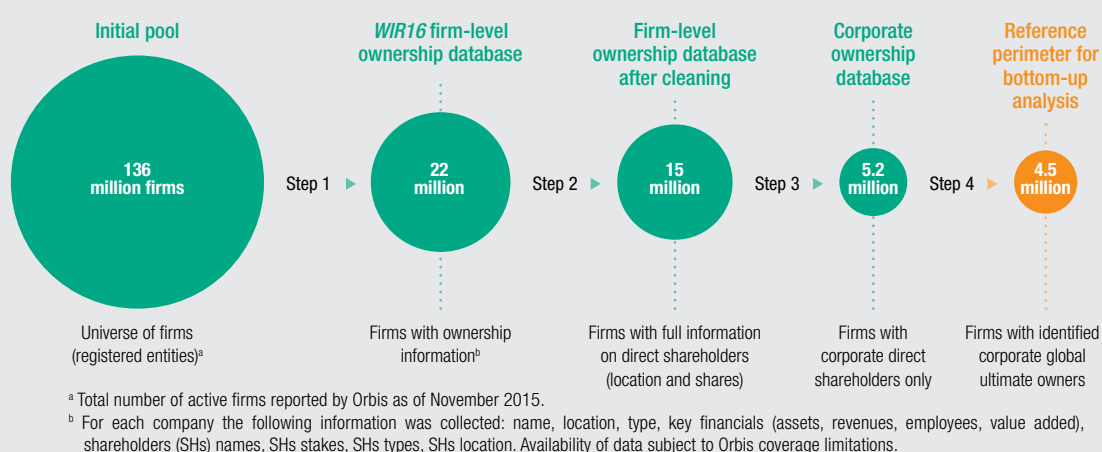 Initial pool
WIR16 firm-level
ownership database
Firm-level
ownership database
after cleaning
Corporate
ownership
database
Reference
perimeter for
bottom-up
analysis
136
million firms
Step 1
22
million
Step 2
15
million
Step 3
5.2
million
Step 4
4.5
million
Universe of firms
(registered entities)ᵃ
Firms with ownership
informationᵇ
Firms with full information
on direct shareholders
(location and shares)
Firms with
corporate direct
shareholders only
Firms with identified
corporate global
ultimate owners
ᵃ Total number of active firms reported by Orbis as of November 2015.
ᵇ For each company the following information was collected: name, location, type, key financials (assets, revenues, employees, value added),
shareholders (SHs) names, SHs stakes, SHs types, SHs location. Availability of data subject to Orbis coverage limitations.